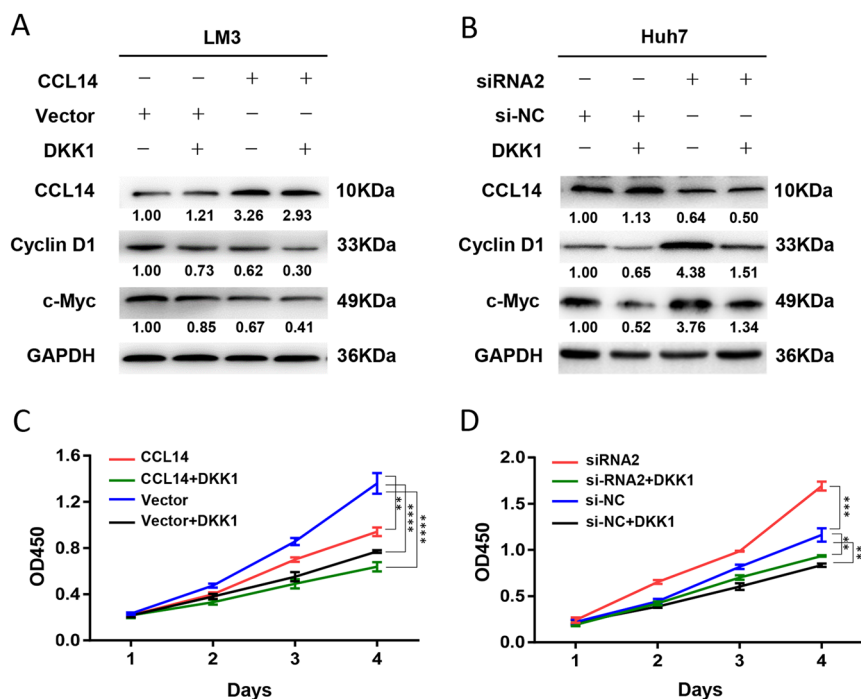 A
LM3
CCL14 − − + +
Vector + + − −
DKK1 − + − +
CCL14 10KDa
1.00 1.21 3.26 2.93
Cyclin D1 33KDa
1.00 0.73 0.62 0.30
c-Myc 49KDa
1.00 0.85 0.67 0.41
GAPDH 36KDa
B
Huh7
siRNA2 − − + +
si-NC + + − −
DKK1 − + − +
CCL14 10KDa
1.00 1.13 0.64 0.50
Cyclin D1 33KDa
1.00 0.65 4.38 1.51
c-Myc 49KDa
1.00 0.52 3.76 1.34
GAPDH 36KDa
C
CCL14
CCL14+DKK1
Vector
Vector+DKK1
OD450
1.6
1.2
0.8
0.4
0.0
1 2 3 4
Days
**
****
****
D
siRNA2
si-RNA2+DKK1
si-NC
si-NC+DKK1
OD450
2.0
1.5
1.0
0.5
0.0
1 2 3 4
Days
***
**
**